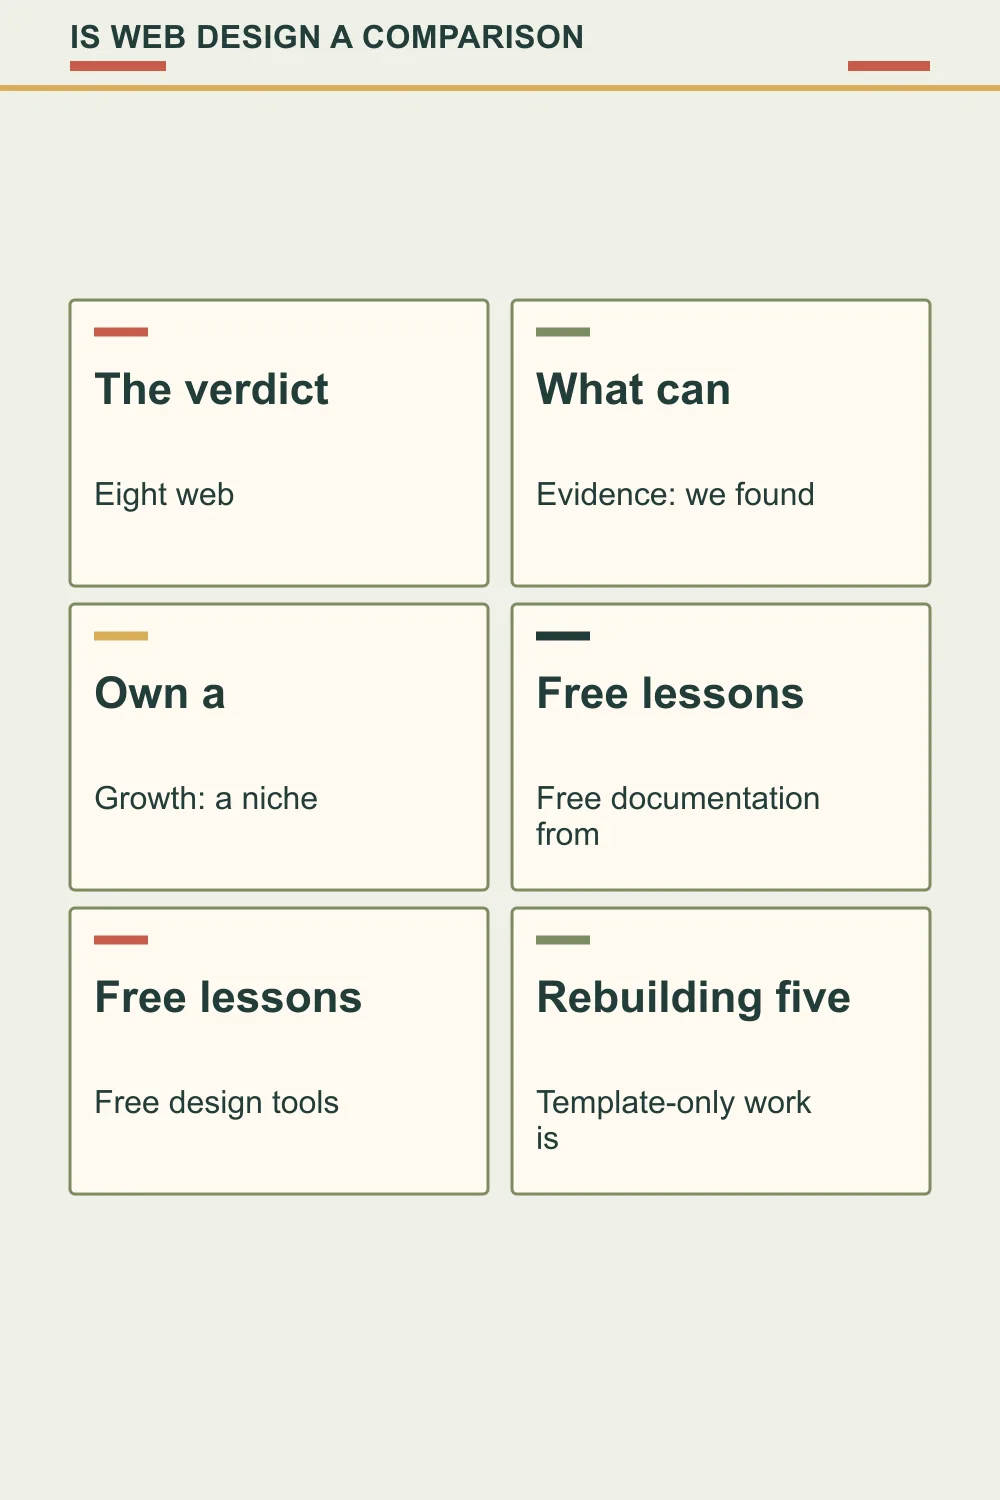 IS WEB DESIGN A COMPARISON
The verdict
Eight web
What can
Evidence: we found
Own a
Growth: a niche
Free lessons
Free documentation
from
Free lessons
Free design tools
Rebuilding five
Template-only work
is